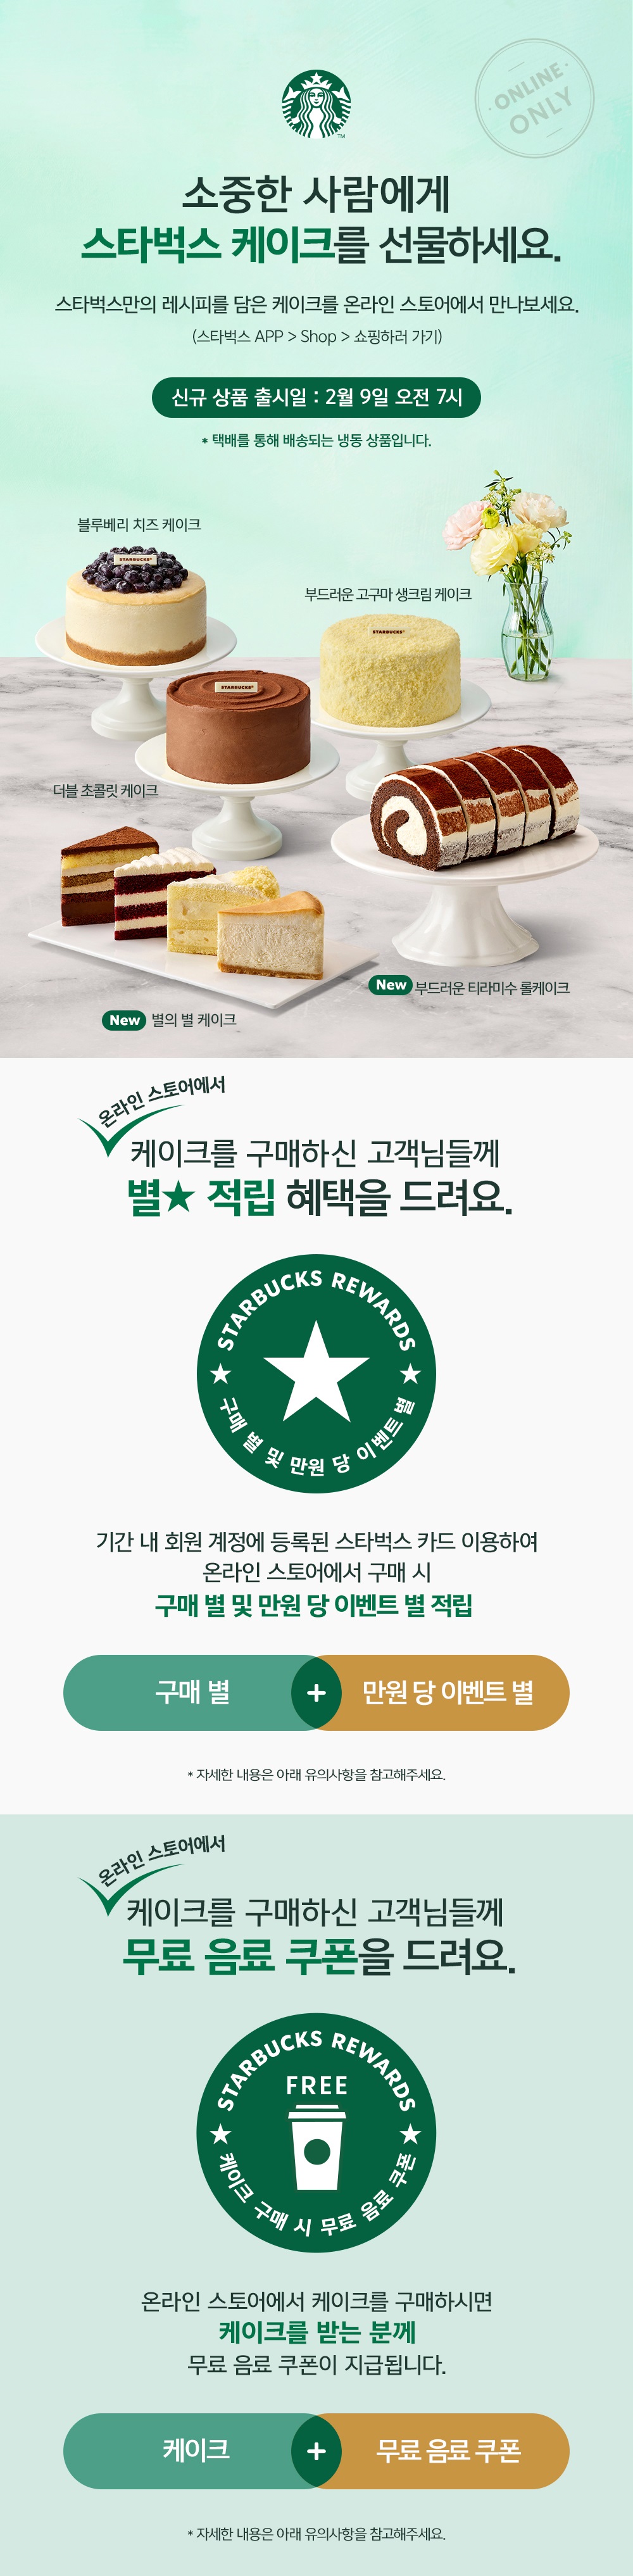 ONLINE
ONLY
TM
소중한 사람에게
스타벅스 케이크를 선물하세요.
스타벅스만의 레시피를 담은 케이크를 온라인 스토어에서 만나보세요.
(스타벅스 APP > Shop > 쇼핑하러 가기)
신규 상품 출시일 : 2월 9일 오전 7시
* 택배를 통해 배송되는 냉동 상품입니다.
블루베리 치즈 케이크
STARBUCKS®
부드러운 고구마 생크림 케이크
STARBUCKS®
STARBUCKS®
더블 초콜릿 케이크
New 부드러운 티라미수 롤케이크
New 별의 별 케이크
온라인 스토어에서
케이크를 구매하신 고객님들께
별★ 적립 혜택을 드려요.
STARBUCKS REWARDS
구매 별 및 만원 당 이벤트 별
기간 내 회원 계정에 등록된 스타벅스 카드 이용하여
온라인 스토어에서 구매 시
구매 별 및 만원 당 이벤트 별 적립
구매 별 + 만원 당 이벤트 별
* 자세한 내용은 아래 유의사항을 참고해주세요.
온라인 스토어에서
케이크를 구매하신 고객님들께
무료 음료 쿠폰을 드려요.
STARBUCKS REWARDS
FREE
케이크 구매 시 무료 음료 쿠폰
온라인 스토어에서 케이크를 구매하시면
케이크를 받는 분께
무료 음료 쿠폰이 지급됩니다.
케이크 + 무료 음료 쿠폰
* 자세한 내용은 아래 유의사항을 참고해주세요.